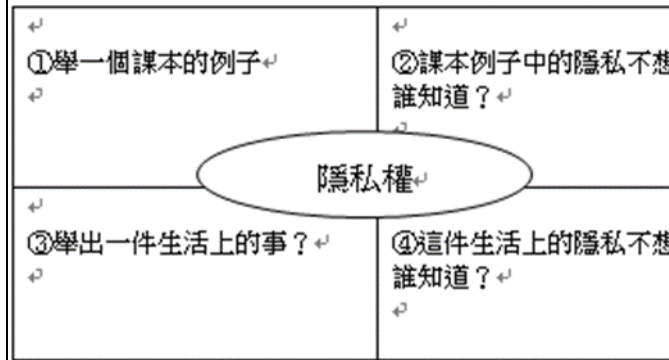 ①舉一個課本的例子
②課本例子中的隱私不想
誰知道？
隱私權
③舉出一件生活上的事？
④這件生活上的隱私不想
誰知道？